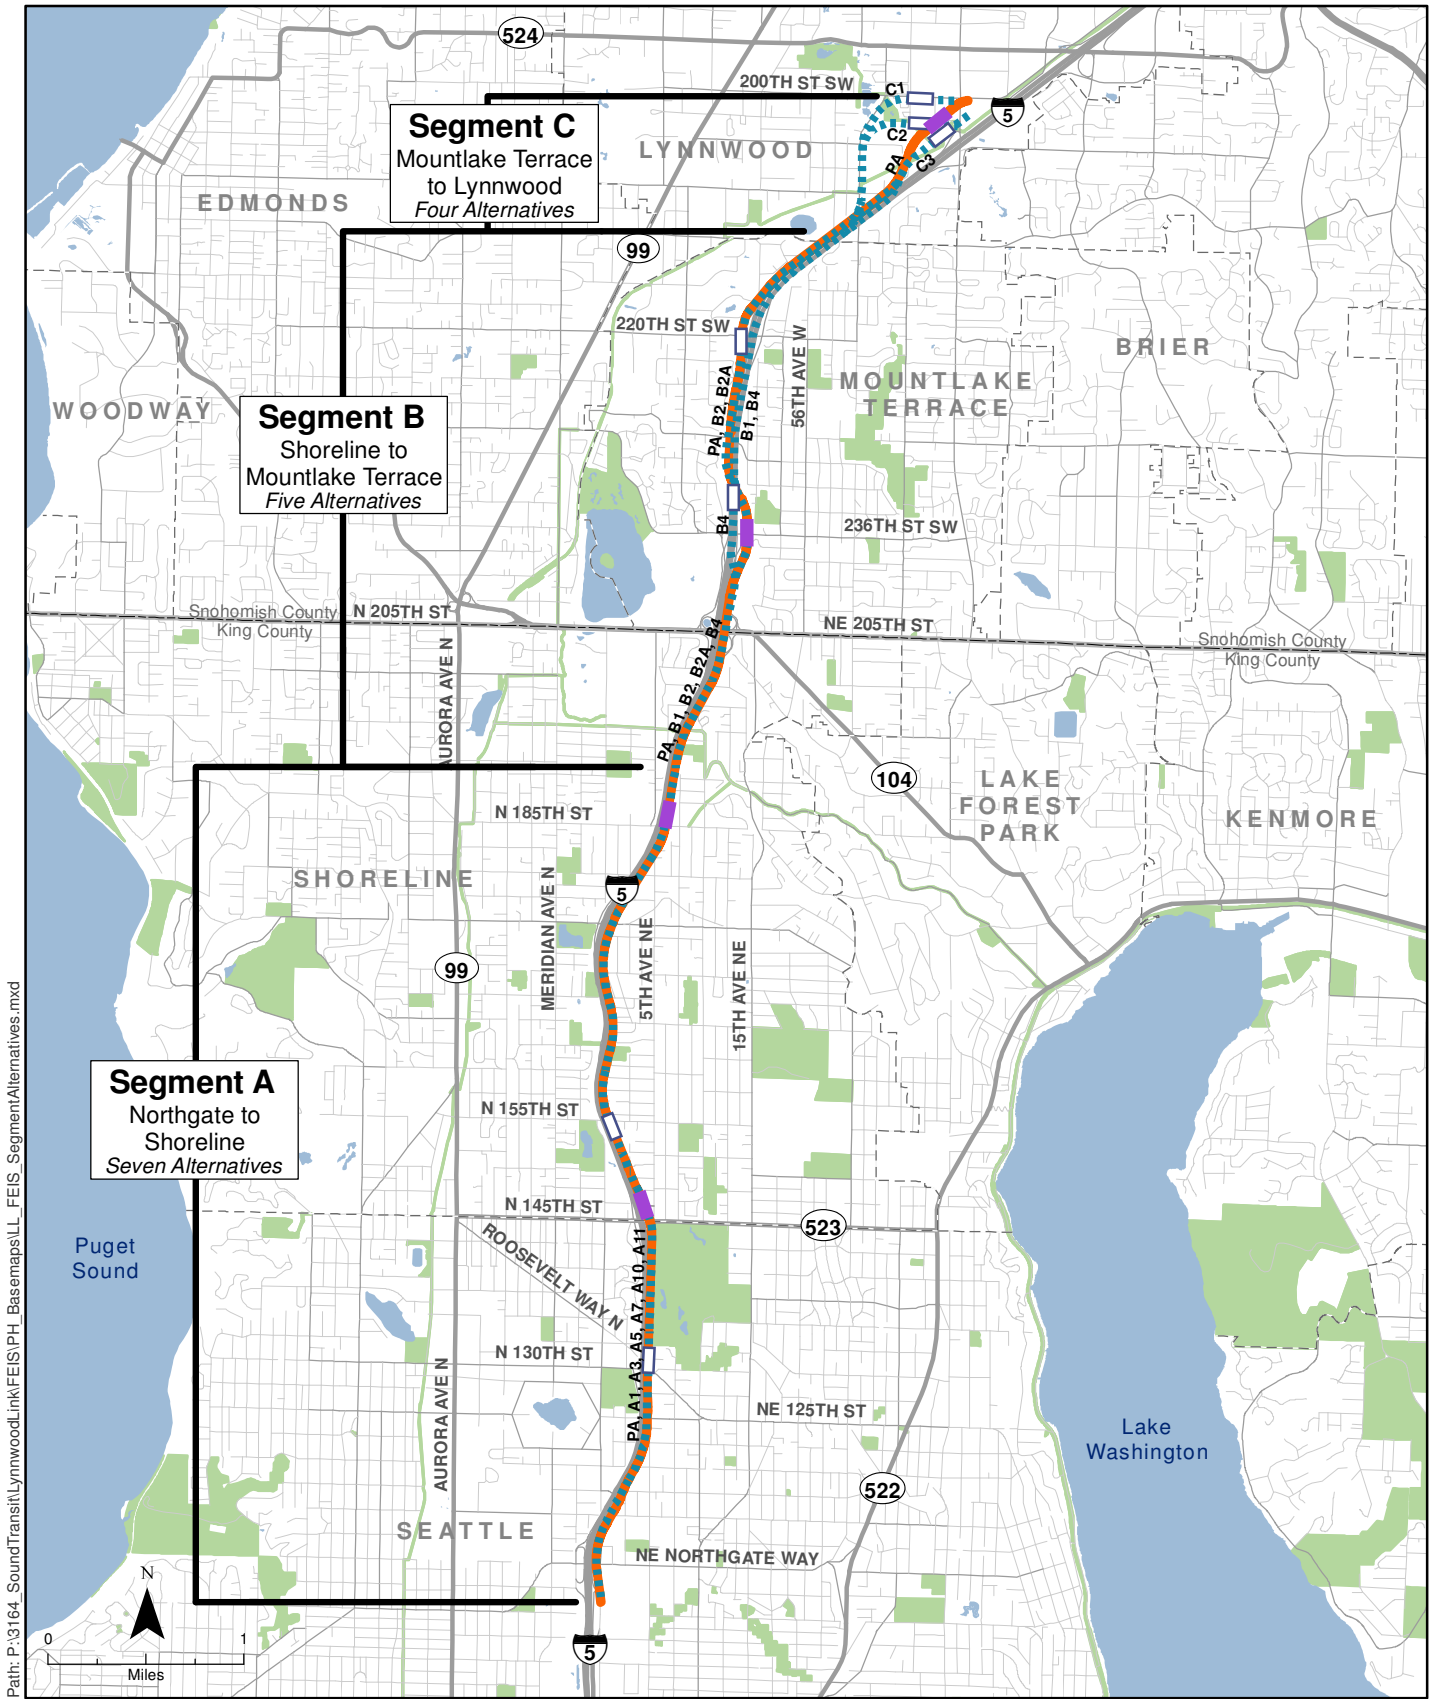 524
200TH ST SW
C1
5
Segment C
Mountlake Terrace
to Lynnwood
Four Alternatives
C2
LYNNWOOD
PA
C3
EDMONDS
99
220TH ST SW
56TH AVE W
BRIER
PA, B2, B2A
B1, B4
MOUNTLAKE
TERRACE
WOODWAY
Segment B
Shoreline to
Mountlake Terrace
Five Alternatives
B4
236TH ST SW
Snohomish County
King County
N 205TH ST
NE 205TH ST
Snohomish County
King County
PA, B1, B2, B2A, B4
AURORA AVE N
104
LAKE
FOREST
PARK
KENMORE
N 185TH ST
SHORELINE
5
MERIDIAN AVE N
5TH AVE NE
15TH AVE NE
99
Segment A
Northgate to
Shoreline
Seven Alternatives
N 155TH ST
N 145TH ST
523
ROOSEVELT WAY N
Puget
Sound
PA, A1, A3, A5, A7, A10, A11
N 130TH ST
AURORA AVE N
NE 125TH ST
Lake
Washington
522
SEATTLE
NE NORTHGATE WAY
N
0
1
Miles
5
Path: P:\3164_SoundTransit\LynnwoodLink\FEIS\PH_Basemaps\LL_FEIS_SegmentAlternatives.mxd